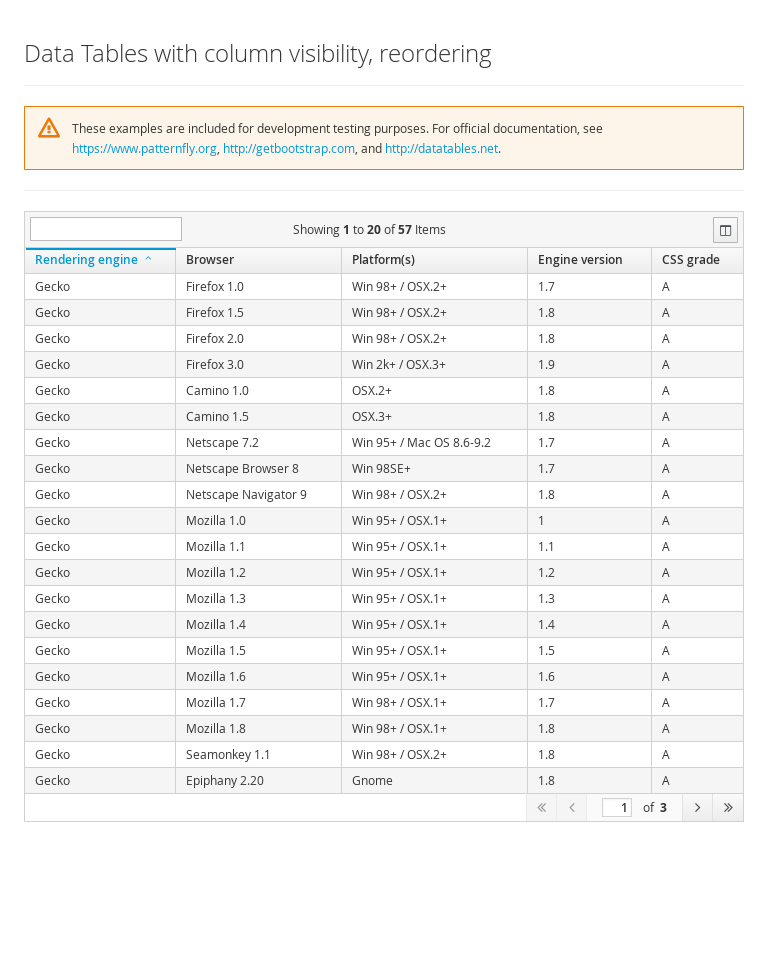 Data Tables with column visibility, reordering
These examples are included for development testing purposes. For official documentation, see
https://www.patternfly.org, http://getbootstrap.com, and http://datatables.net.
Showing 1 to 20 of 57 Items
Rendering engine Browser Platform(s) Engine version CSS grade
Gecko Firefox 1.0 Win 98+ / OSX.2+ 1.7 A
Gecko Firefox 1.5 Win 98+ / OSX.2+ 1.8 A
Gecko Firefox 2.0 Win 98+ / OSX.2+ 1.8 A
Gecko Firefox 3.0 Win 2k+ / OSX.3+ 1.9 A
Gecko Camino 1.0 OSX.2+ 1.8 A
Gecko Camino 1.5 OSX.3+ 1.8 A
Gecko Netscape 7.2 Win 95+ / Mac OS 8.6-9.2 1.7 A
Gecko Netscape Browser 8 Win 98SE+ 1.7 A
Gecko Netscape Navigator 9 Win 98+ / OSX.2+ 1.8 A
Gecko Mozilla 1.0 Win 95+ / OSX.1+ 1 A
Gecko Mozilla 1.1 Win 95+ / OSX.1+ 1.1 A
Gecko Mozilla 1.2 Win 95+ / OSX.1+ 1.2 A
Gecko Mozilla 1.3 Win 95+ / OSX.1+ 1.3 A
Gecko Mozilla 1.4 Win 95+ / OSX.1+ 1.4 A
Gecko Mozilla 1.5 Win 95+ / OSX.1+ 1.5 A
Gecko Mozilla 1.6 Win 95+ / OSX.1+ 1.6 A
Gecko Mozilla 1.7 Win 98+ / OSX.1+ 1.7 A
Gecko Mozilla 1.8 Win 98+ / OSX.1+ 1.8 A
Gecko Seamonkey 1.1 Win 98+ / OSX.2+ 1.8 A
Gecko Epiphany 2.20 Gnome 1.8 A
1 of 3